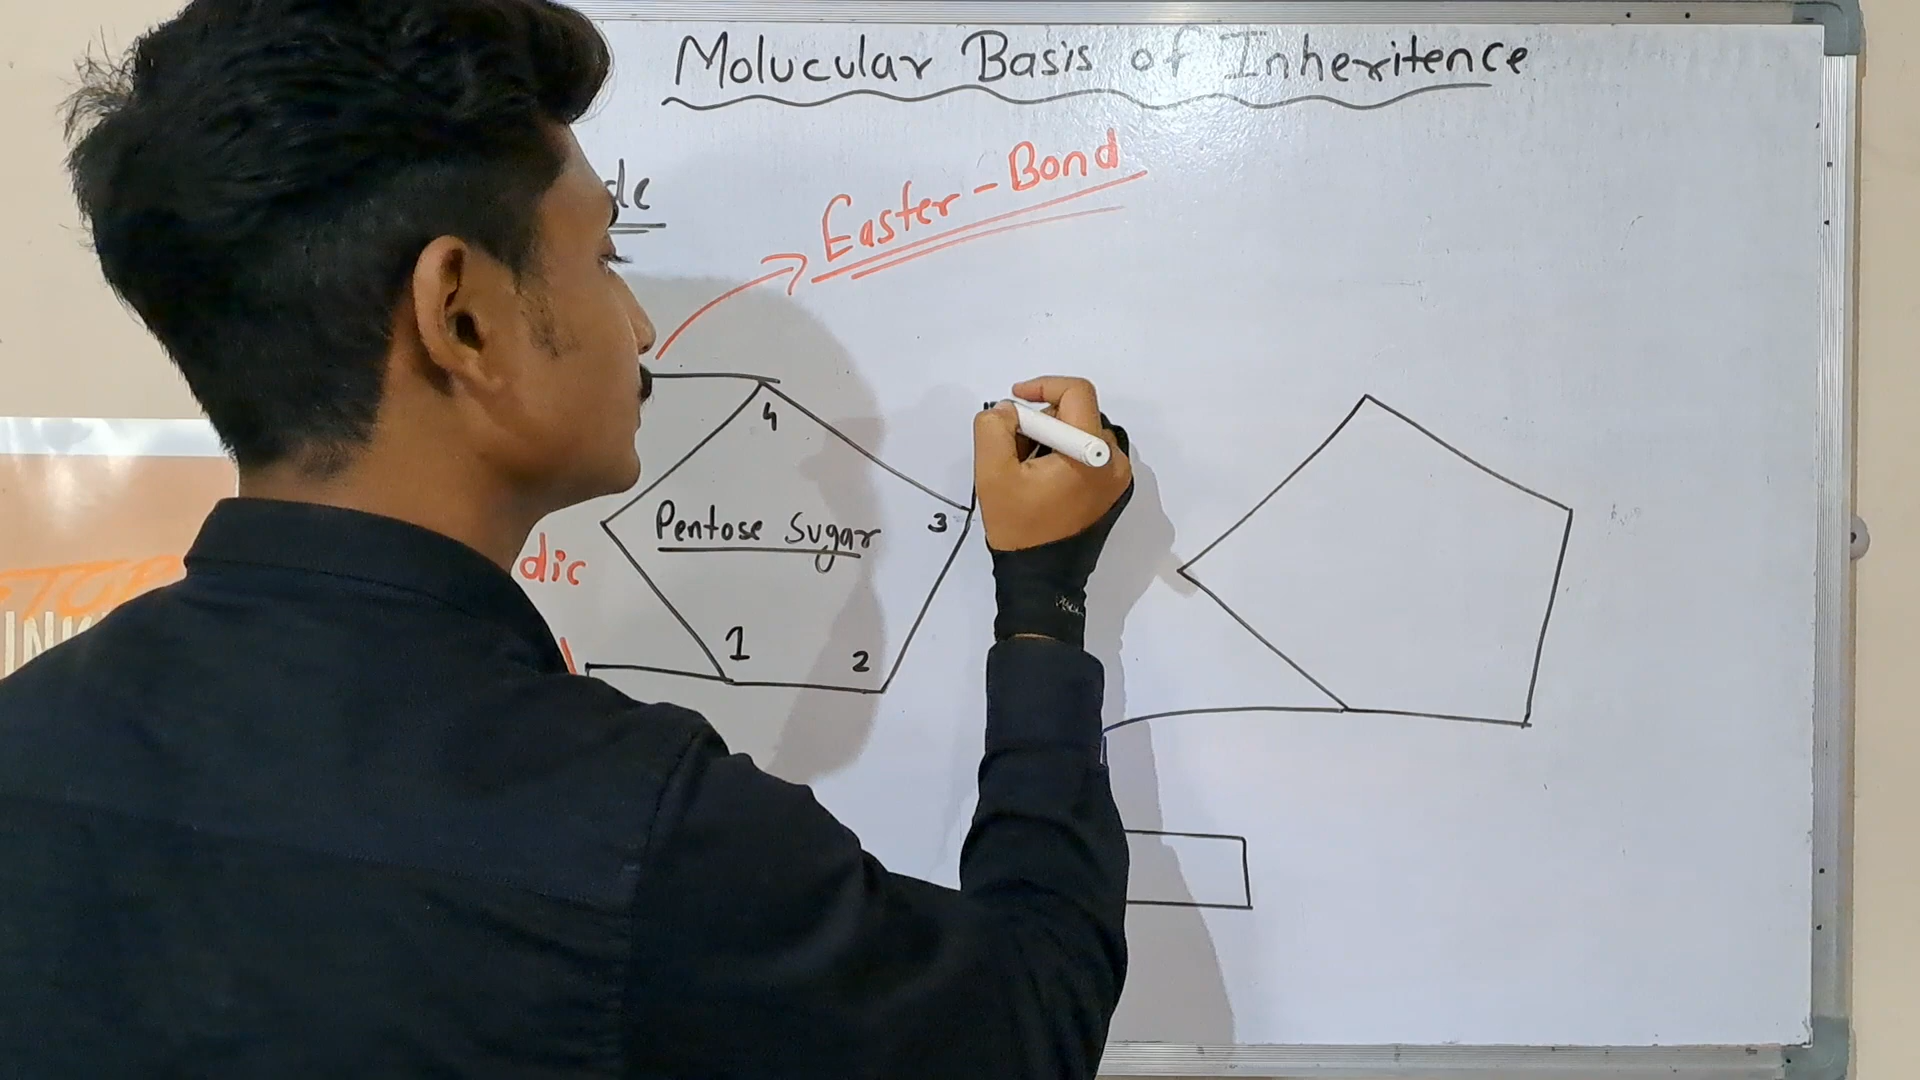 Molucular Basis of Inheritence
de
Easter-Bond
4
Pentose Sugar
3
dic
1
2